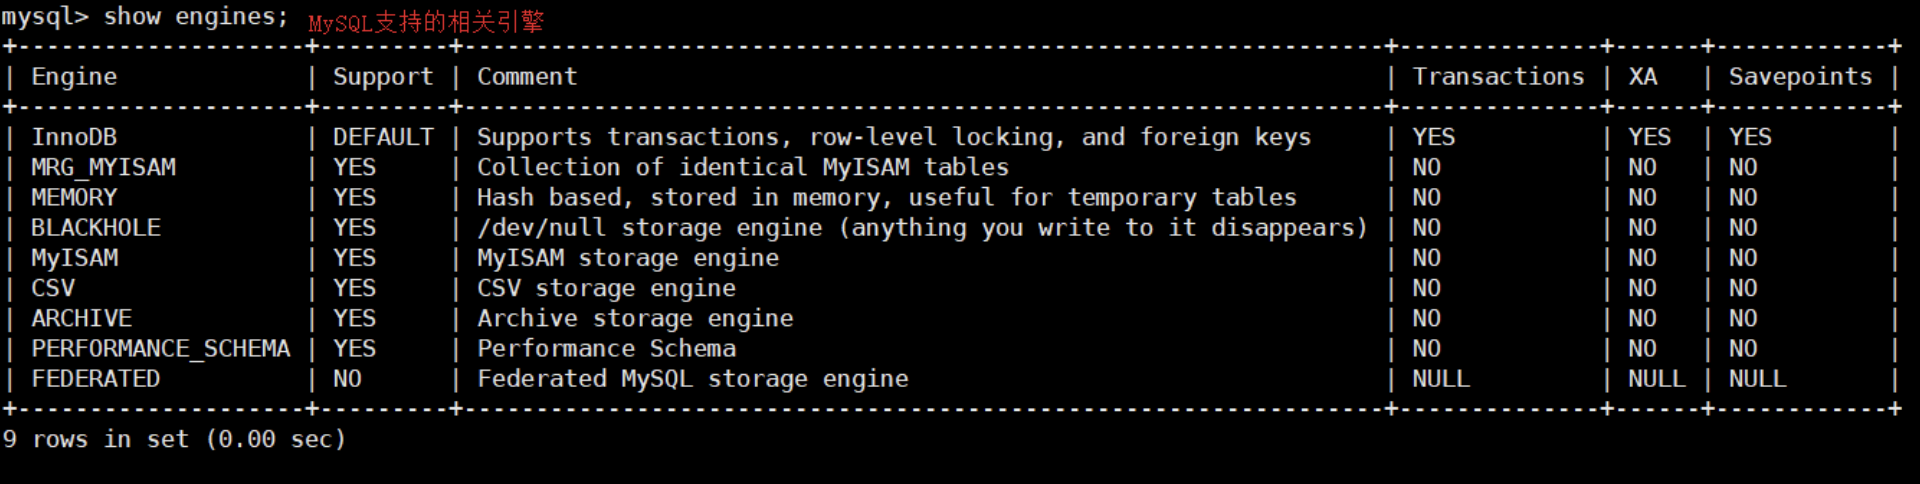 mysql> show engines; MySQL支持的相关引擎
+--------------------+---------+----------------------------------------------------------------+--------------+------+------------+
| Engine             | Support | Comment                                                        | Transactions | XA   | Savepoints |
+--------------------+---------+----------------------------------------------------------------+--------------+------+------------+
| InnoDB             | DEFAULT | Supports transactions, row-level locking, and foreign keys     | YES          | YES  | YES        |
| MRG_MYISAM         | YES     | Collection of identical MyISAM tables                          | NO           | NO   | NO         |
| MEMORY             | YES     | Hash based, stored in memory, useful for temporary tables      | NO           | NO   | NO         |
| BLACKHOLE          | YES     | /dev/null storage engine (anything you write to it disappears) | NO           | NO   | NO         |
| MyISAM             | YES     | MyISAM storage engine                                          | NO           | NO   | NO         |
| CSV                | YES     | CSV storage engine                                             | NO           | NO   | NO         |
| ARCHIVE            | YES     | Archive storage engine                                         | NO           | NO   | NO         |
| PERFORMANCE_SCHEMA | YES     | Performance Schema                                             | NO           | NO   | NO         |
| FEDERATED          | NO      | Federated MySQL storage engine                                 | NULL         | NULL | NULL       |
+--------------------+---------+----------------------------------------------------------------+--------------+------+------------+
9 rows in set (0.00 sec)